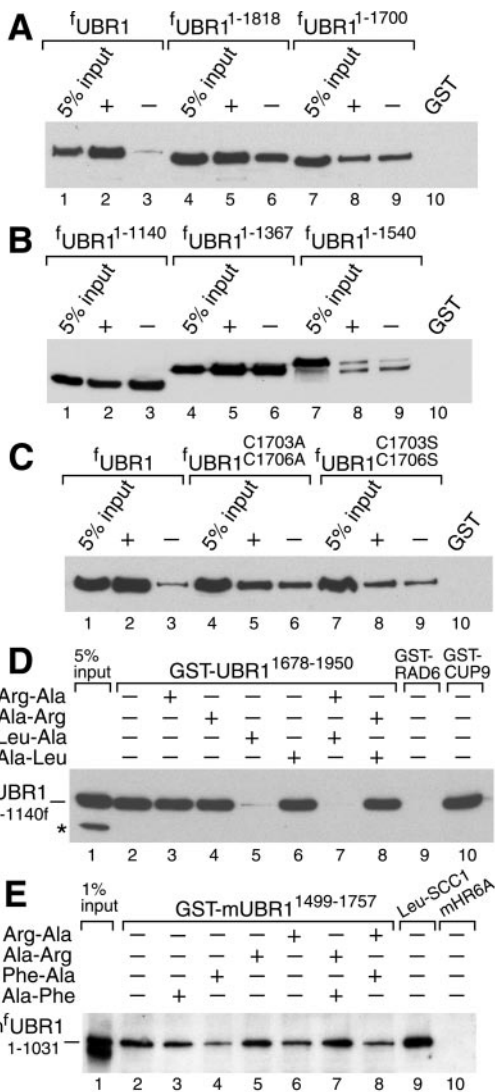 A
fUBR1 fUBR1 1-1818 fUBR1 1-1700
5% input + − 5% input + − 5% input + − GST
1 2 3 4 5 6 7 8 9 10
B
fUBR1 1-1140 fUBR1 1-1367 fUBR1 1-1540
5% input + − 5% input + − 5% input + − GST
1 2 3 4 5 6 7 8 9 10
C
fUBR1 fUBR1 C1703A C1706A fUBR1 C1703S C1706S
5% input + − 5% input + − 5% input + − GST
1 2 3 4 5 6 7 8 9 10
D
5% input GST-UBR1 1678-1950 GST-RAD6 GST-CUP9
Arg-Ala − + − − − + − − −
Ala-Arg − − + − − − + − −
Leu-Ala − − − + − + − − −
Ala-Leu − − − − + − + − −
UBR1
-1140f
*
1 2 3 4 5 6 7 8 9 10
E
1% input GST-mUBR1 1499-1757 Leu-SCC1 mHR6A
Arg-Ala − − − − + − + − −
Ala-Arg − − − + − + − − −
Phe-Ala − − + − − − + − −
Ala-Phe − + − − − + − − −
fUBR1
1-1031
1 2 3 4 5 6 7 8 9 10